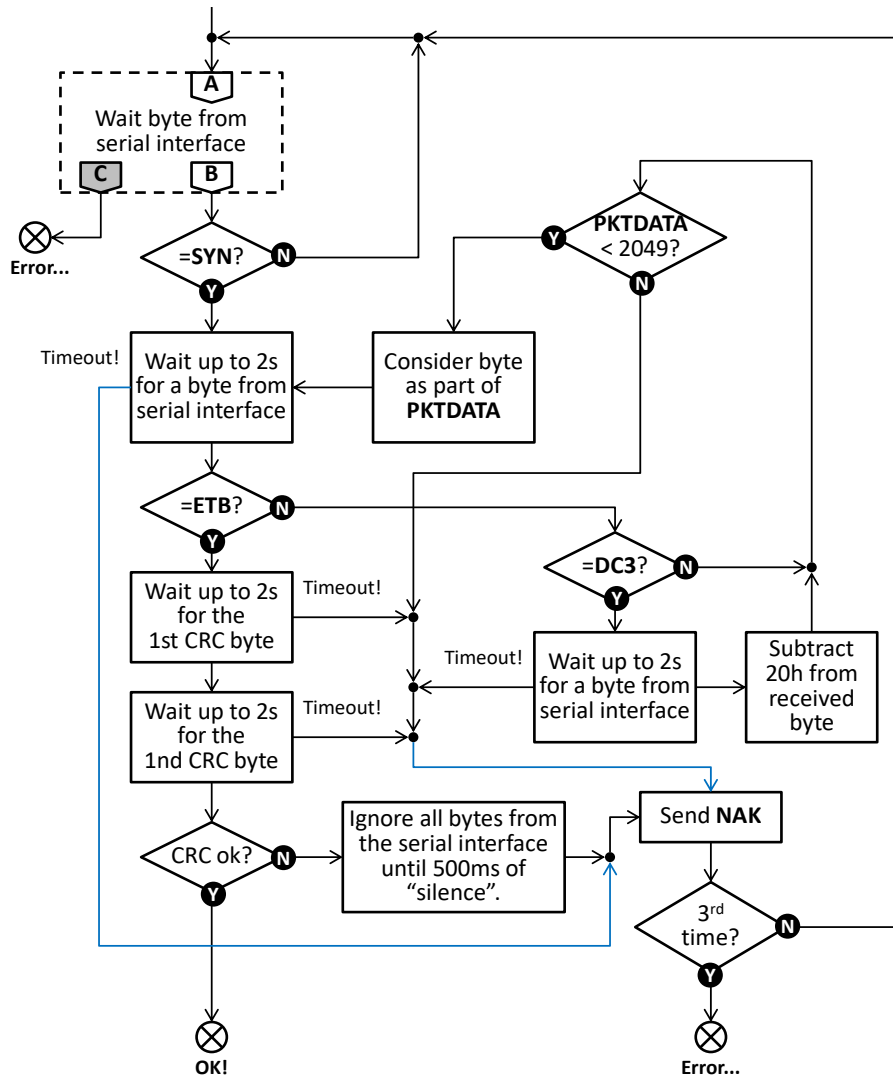 A
Wait byte from
serial interface
C
B
Error...
=SYN?
N
Y
PKTDATA
< 2049?
Y
N
Timeout!
Wait up to 2s
for a byte from
serial interface
Consider byte
as part of
PKTDATA
=ETB?
N
Y
=DC3?
N
Y
Wait up to 2s
for the
1st CRC byte
Timeout!
Timeout!
Wait up to 2s
for a byte from
serial interface
Subtract
20h from
received
byte
Wait up to 2s
for the
1nd CRC byte
Timeout!
CRC ok?
N
Y
Ignore all bytes from
the serial interface
until 500ms of
“silence”.
Send NAK
3rd
time?
N
Y
OK!
Error...